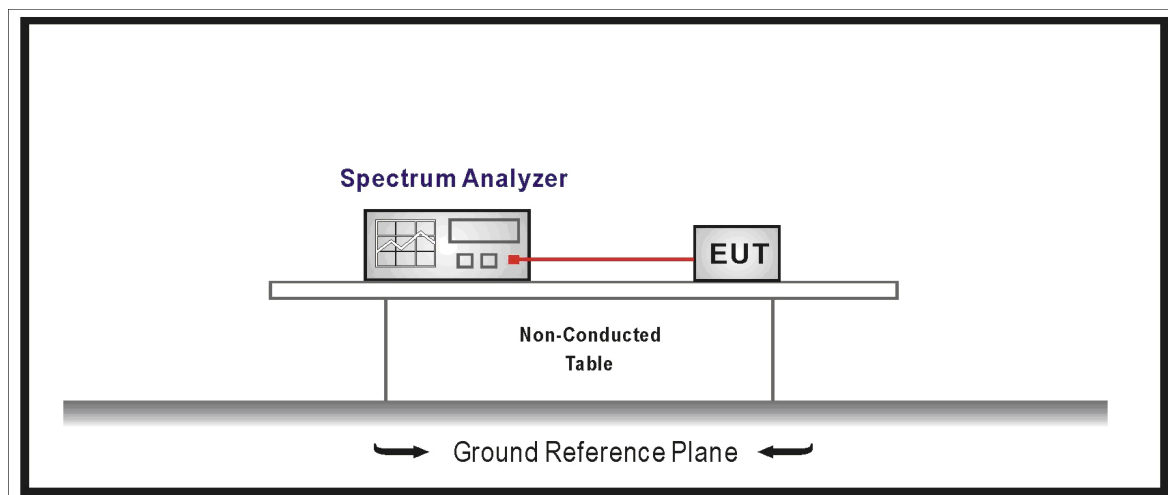 Spectrum Analyzer
EUT
Non-Conducted
Table
Ground Reference Plane